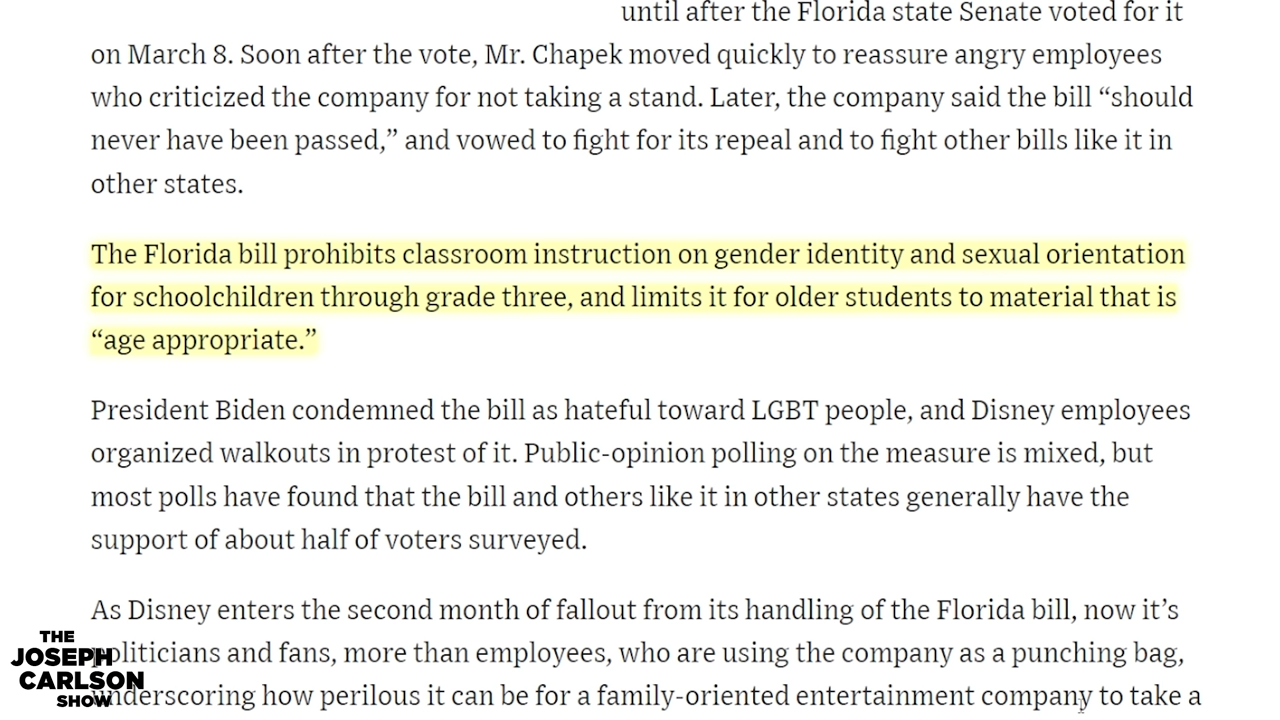 until after the Florida state Senate voted for it
on March 8. Soon after the vote, Mr. Chapek moved quickly to reassure angry employees
who criticized the company for not taking a stand. Later, the company said the bill “should
never have been passed,” and vowed to fight for its repeal and to fight other bills like it in
other states.
The Florida bill prohibits classroom instruction on gender identity and sexual orientation
for schoolchildren through grade three, and limits it for older students to material that is
“age appropriate.”
President Biden condemned the bill as hateful toward LGBT people, and Disney employees
organized walkouts in protest of it. Public-opinion polling on the measure is mixed, but
most polls have found that the bill and others like it in other states generally have the
support of about half of voters surveyed.
As Disney enters the second month of fallout from its handling of the Florida bill, now it’s
politicians and fans, more than employees, who are using the company as a punching bag,
underscoring how perilous it can be for a family-oriented entertainment company to take a
THE
JOSEPH
CARLSON
SHOW